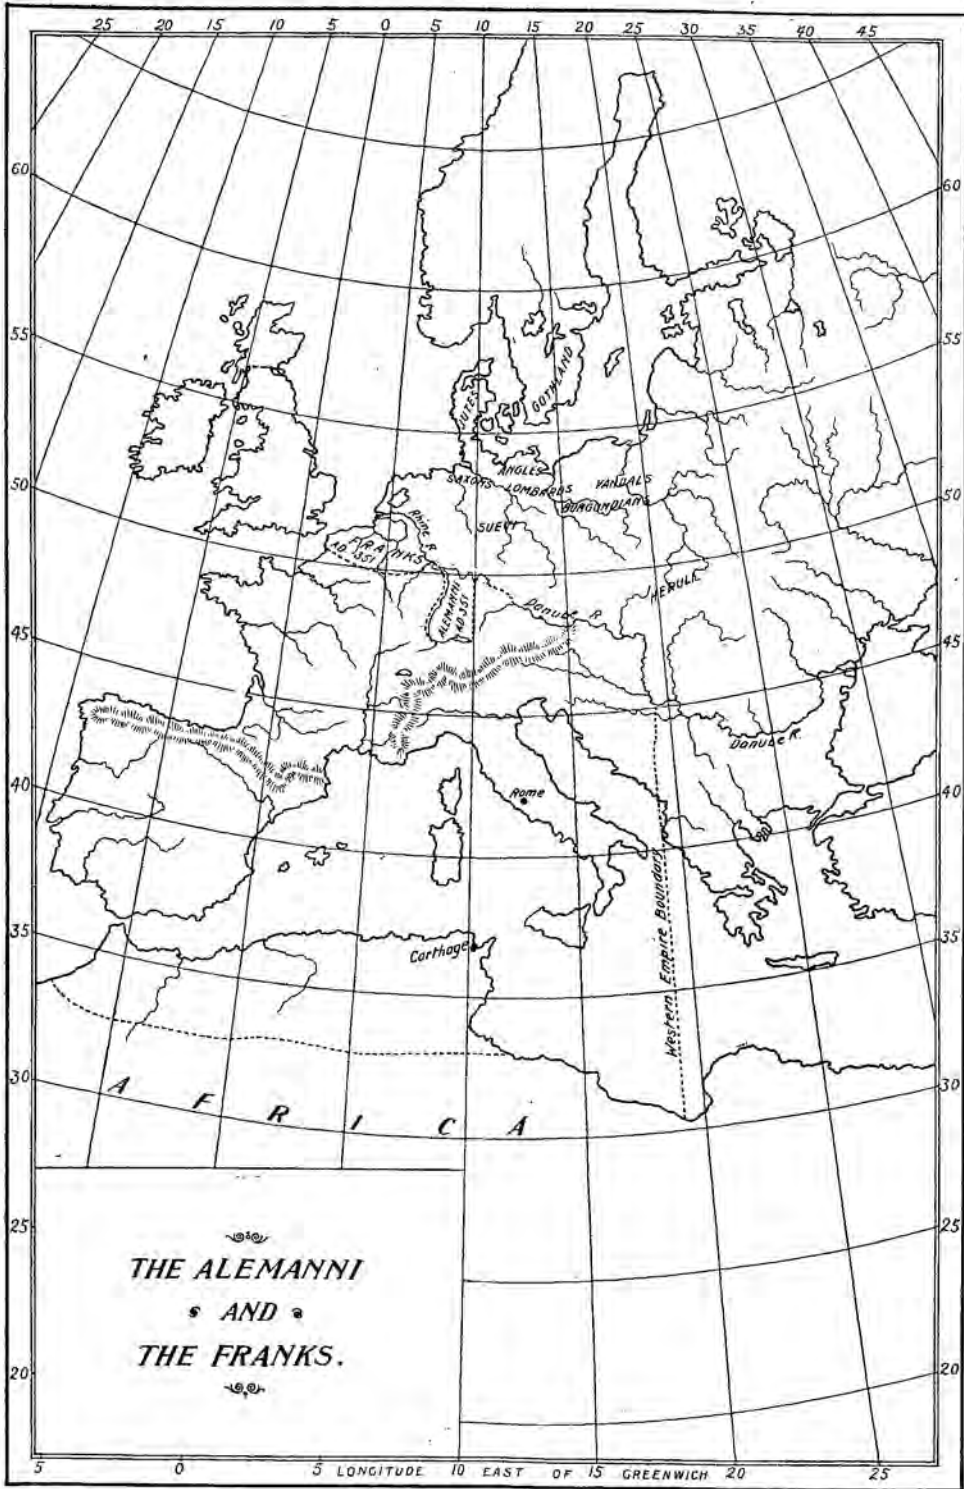 25 20 15 10 5 0 5 10 15 20 25 30 35 40 45
60 60
55 55
50 50
45 45
40 40
35 35
30 30
25 25
20 20
JUTES
GOTHLAND
ANGLES
SAXONS
LOMBARDS
VANDALS
BURGUNDIANS
SUEVI
RHINE R.
FRANKS
AD. 351
ALEMANNI
AD 351
Danube R.
HERULI
Danube R.
Rome
Carthage
Western Empire Boundary
AFRICA
THE ALEMANNI
AND
THE FRANKS.
5 0 5 LONGITUDE 10 EAST OF 15 GREENWICH 20 25